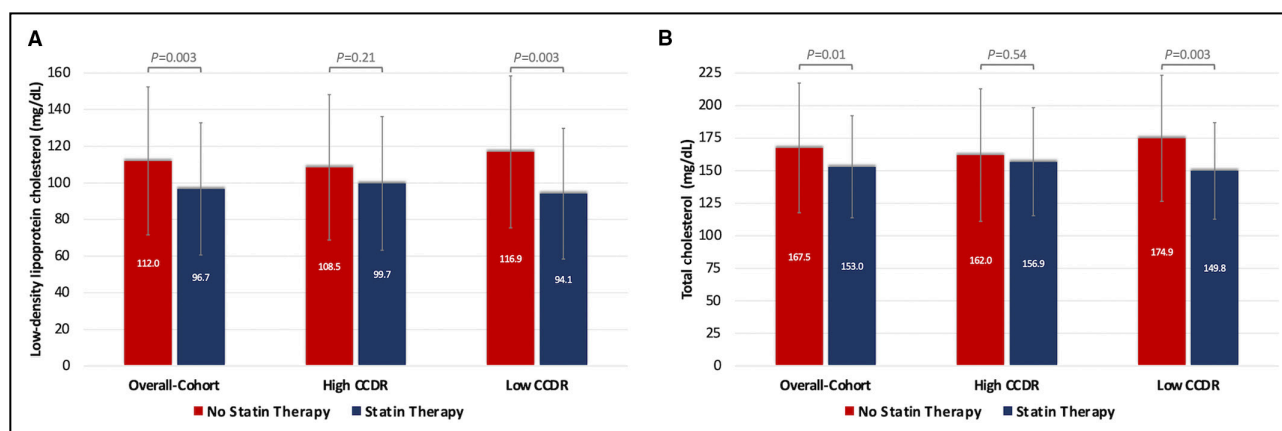 A
P=0.003
P=0.21
P=0.003
Low-density lipoprotein cholesterol (mg/dL)
160
140
120
100
80
60
40
20
0
112.0
96.7
108.5
99.7
116.9
94.1
Overall-Cohort
High CCDR
Low CCDR
No Statin Therapy
Statin Therapy
B
P=0.01
P=0.54
P=0.003
Total cholesterol (mg/dL)
225
200
175
150
125
100
75
50
25
0
167.5
153.0
162.0
156.9
174.9
149.8
Overall-Cohort
High CCDR
Low CCDR
No Statin Therapy
Statin Therapy